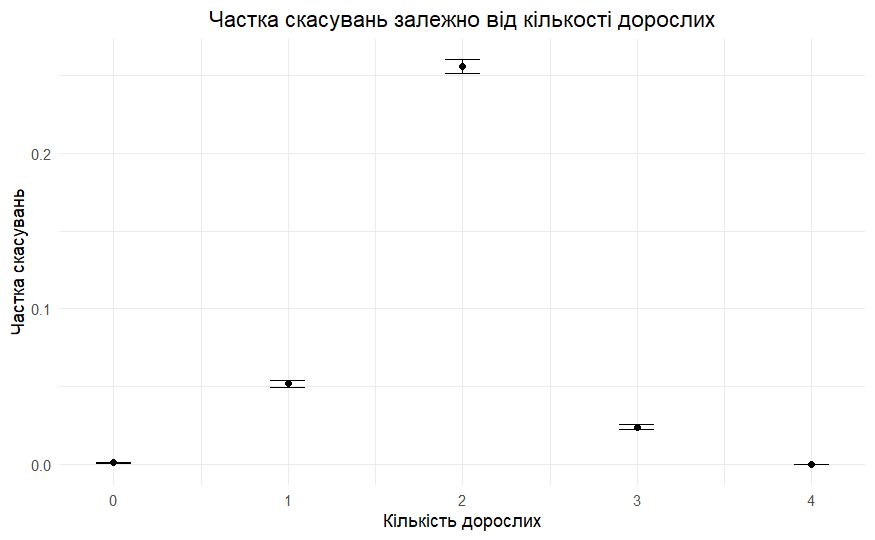 Частка скасувань залежно від кількості дорослих
Частка скасувань
0.2
0.1
0.0
0 1 2 3 4
Кількість дорослих